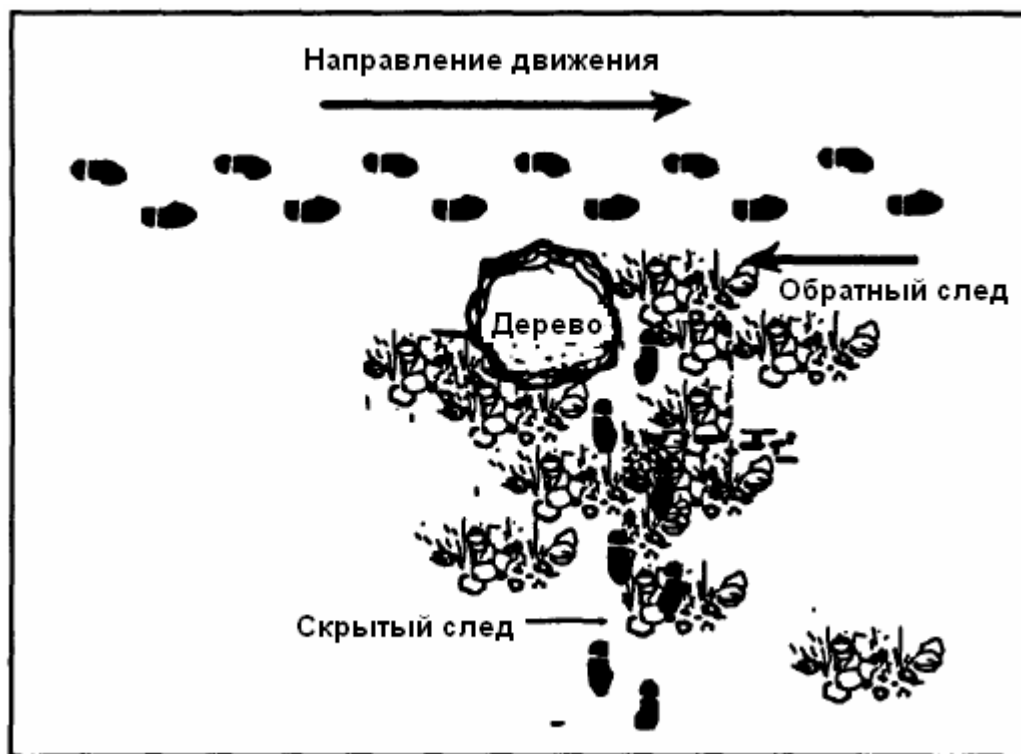 Направление движения
Обратный след
Дерево
Скрытый след